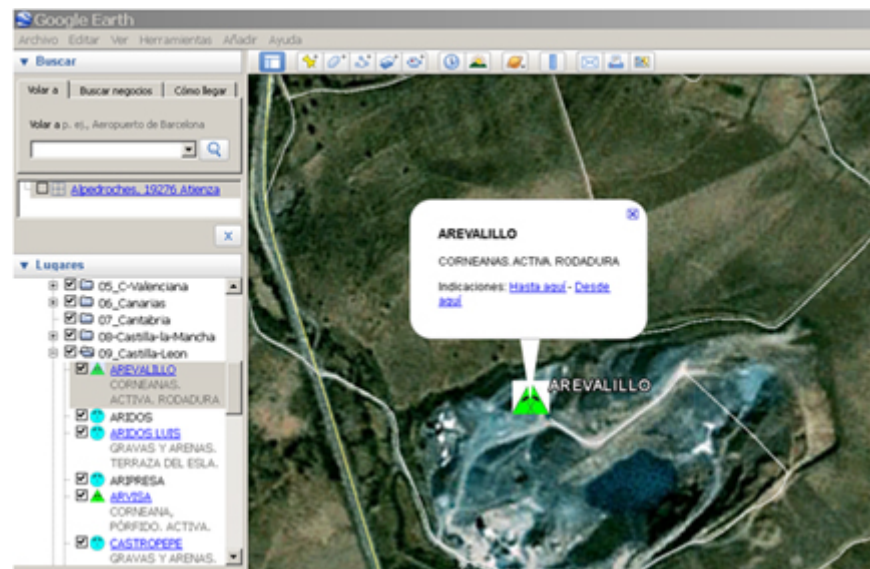 Google Earth
Archivo Editar Ver Herramientas Añadir Ayuda
Buscar
Volar a Buscar negocios Cómo llegar
Volar a p. ej., Aeropuerto de Barcelona
Alpedroches, 19276 Atienza
Lugares
05_C-Valenciana
06_Canarias
07_Cantabria
08-Castilla-la-Mancha
09_Castilla-Leon
AREVALILLO
CORNEANAS.
ACTIVA. RODADURA
ARIDOS
ARIDOS LUIS
GRAVAS Y ARENAS.
TERRAZA DEL ESLA.
ARIPRESA
ARVISA
CORNEANA,
PÓRFIDO. ACTIVA.
CASTROPEPE
GRAVAS Y ARENAS.
AREVALILLO
CORNEANAS.ACTIVA. RODADURA
Indicaciones: Hasta aquí - Desde
aquí
AREVALILLO